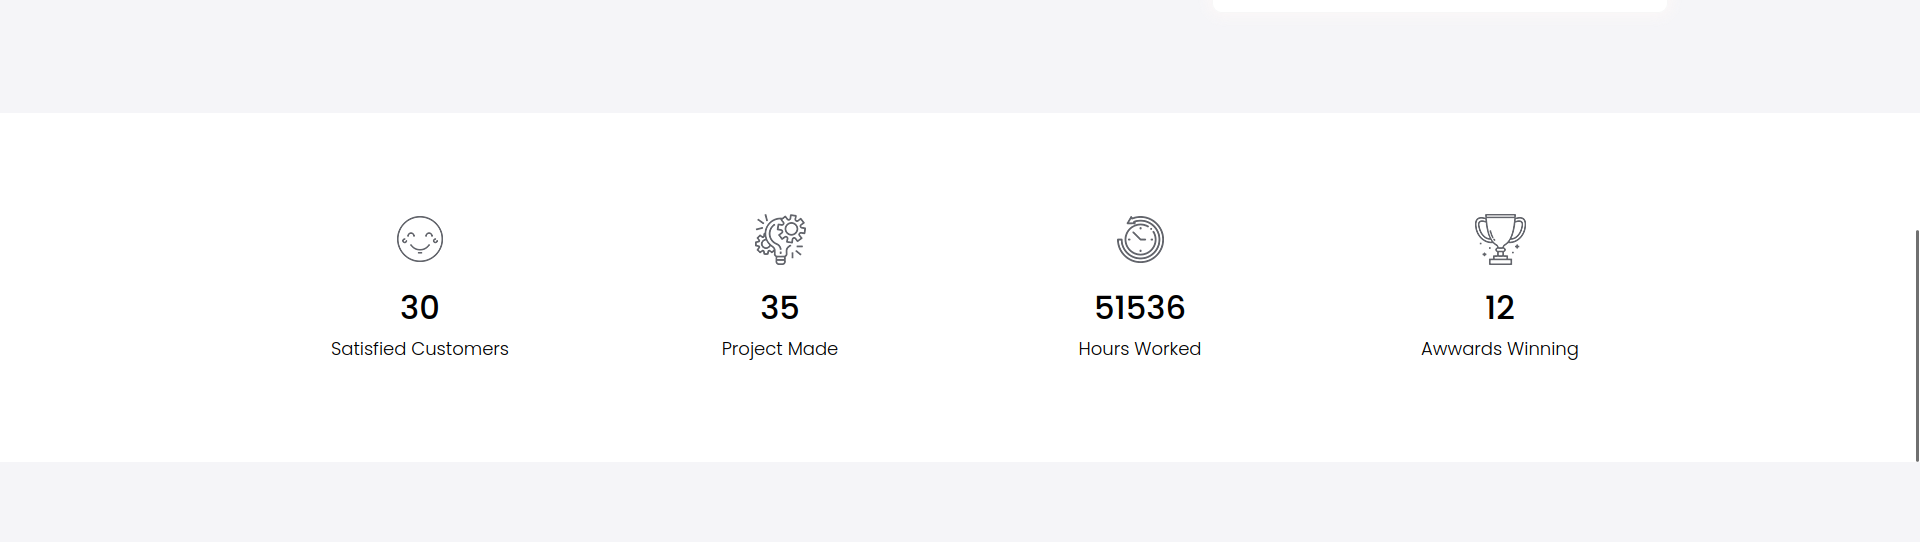 30
35
51536
12
Satisfied Customers
Project Made
Hours Worked
Awwards Winning